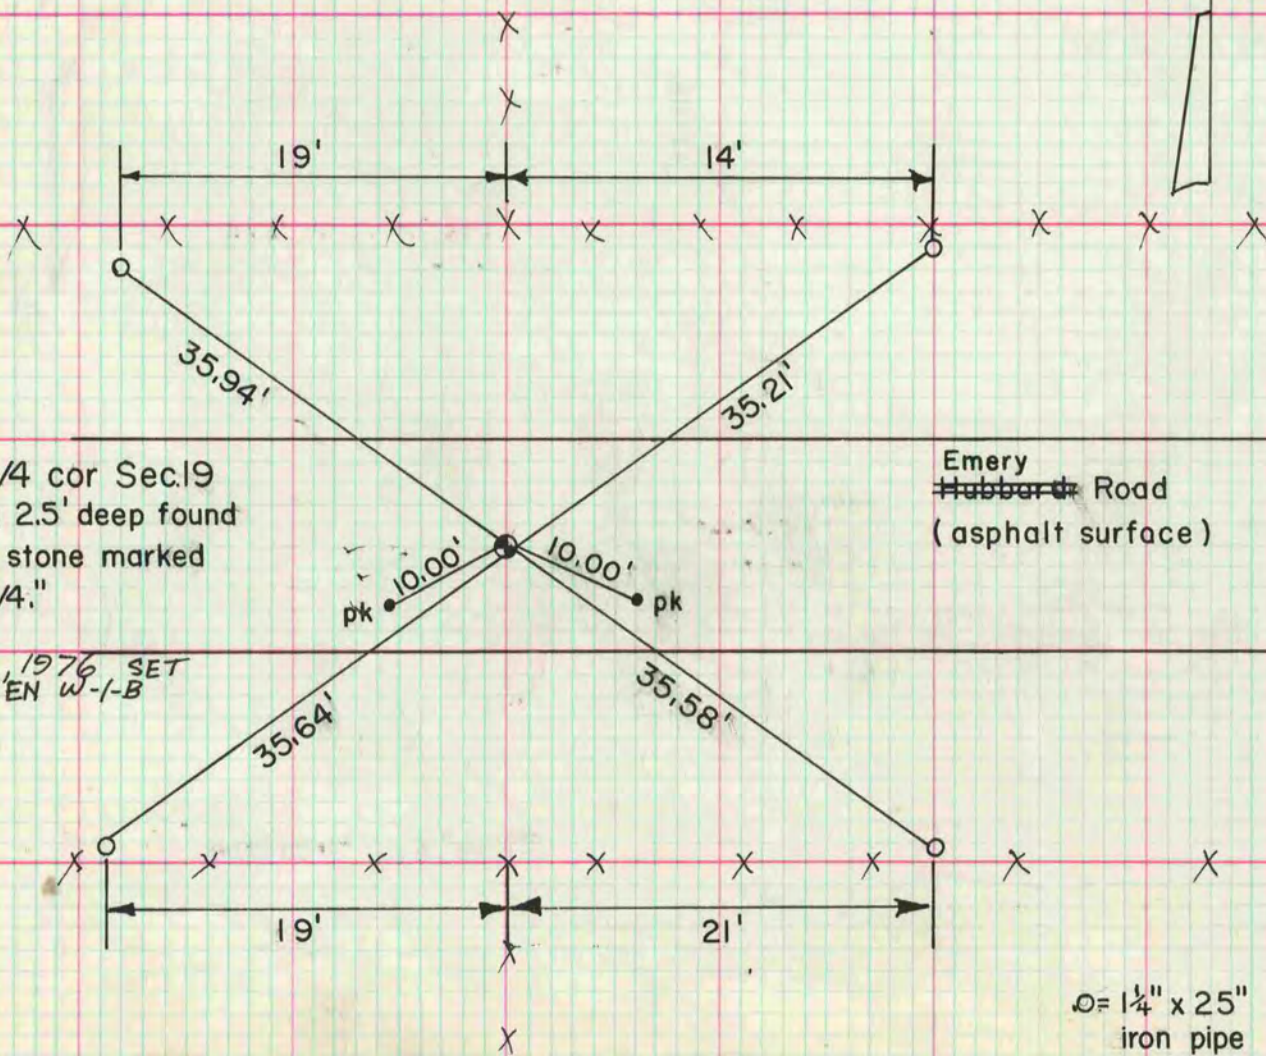 19' 14'
35.94'
35.21'
/4 cor Sec.19
2.5' deep found
stone marked
/4."
Emery
Hubbard Road
(asphalt surface)
10.00' 10.00'
pk pk
, 1976 SET
EN W-1-B
35.64'
35.58'
19' 21'
o= 1¼" x 25"
iron pipe